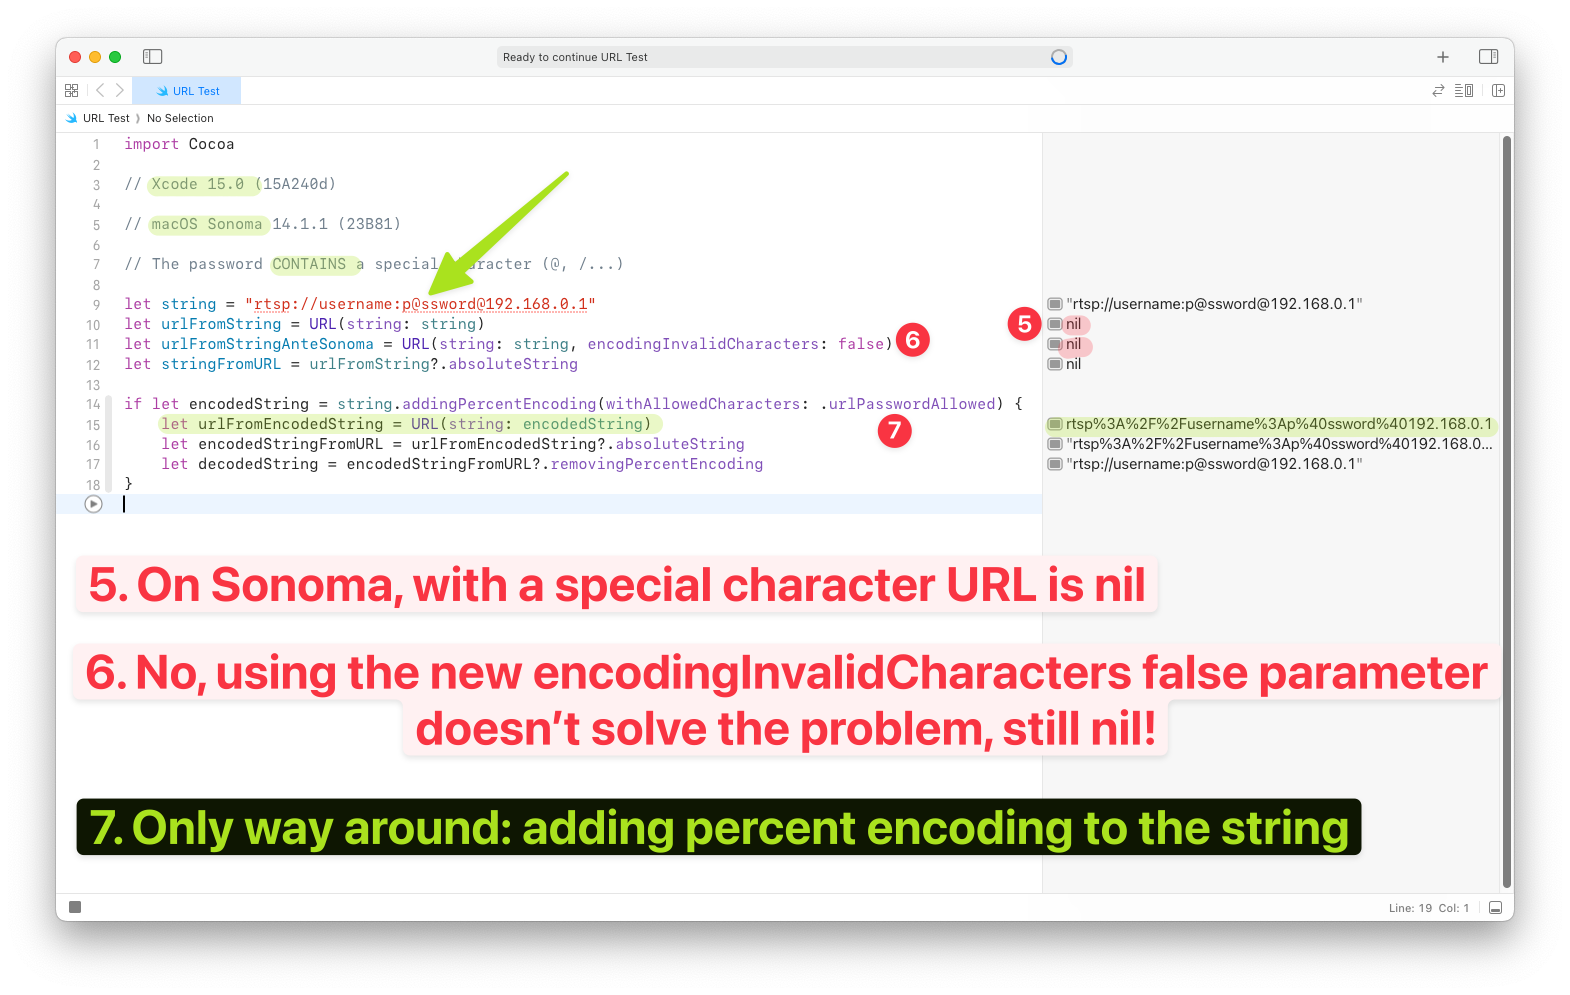 Ready to continue URL Test
URL Test
URL Test ⟩ No Selection
1 import Cocoa
2
3 // Xcode 15.0 (15A240d)
4
5 // macOS Sonoma 14.1.1 (23B81)
6
7 // The password CONTAINS a special character (@, /...)
8
9 let string = "rtsp://username:p@ssword@192.168.0.1" "rtsp://username:p@ssword@192.168.0.1"
10 let urlFromString = URL(string: string) 5 nil
11 let urlFromStringAnteSonoma = URL(string: string, encodingInvalidCharacters: false) 6 nil
12 let stringFromURL = urlFromString?.absoluteString nil
13
14 if let encodedString = string.addingPercentEncoding(withAllowedCharacters: .urlPasswordAllowed) {
15 let urlFromEncodedString = URL(string: encodedString) 7 rtsp%3A%2F%2Fusername%3Ap%40ssword%40192.168.0.1
16 let encodedStringFromURL = urlFromEncodedString?.absoluteString "rtsp%3A%2F%2Fusername%3Ap%40ssword%40192.168.0...
17 let decodedString = encodedStringFromURL?.removingPercentEncoding "rtsp://username:p@ssword@192.168.0.1"
18 }
5. On Sonoma, with a special character URL is nil
6. No, using the new encodingInvalidCharacters false parameter
doesn't solve the problem, still nil!
7. Only way around: adding percent encoding to the string
Line: 19 Col: 1